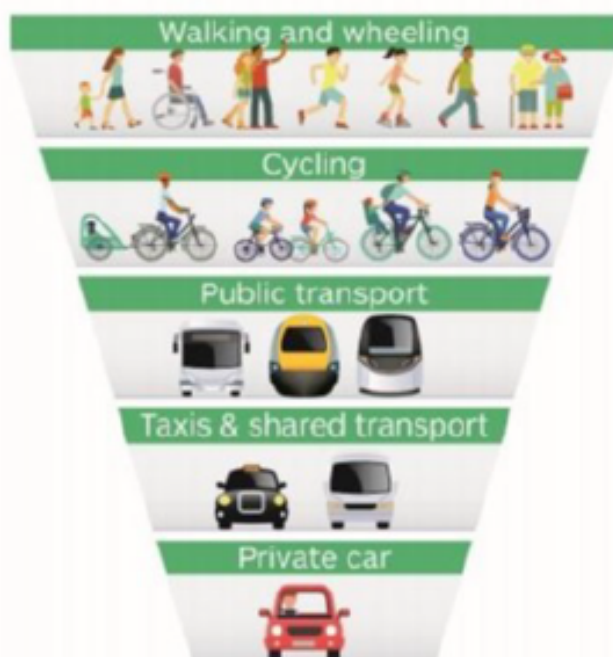 Walking and wheeling
Cycling
Public transport
Taxis & shared transport
Private car